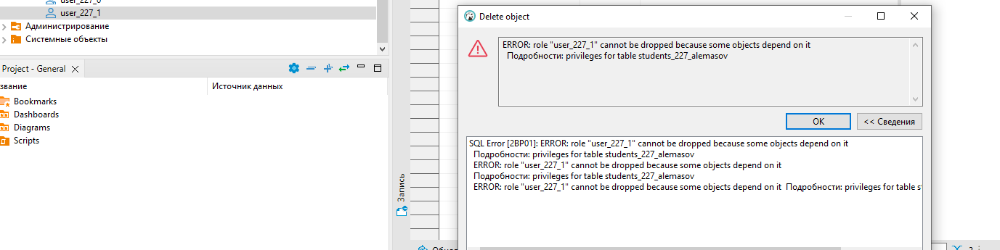 user_227_0
user_227_1
Администрирование
Системные объекты
Project - General
звание
Источник данных
Bookmarks
Dashboards
Diagrams
Scripts
Запись
Delete object
ERROR: role "user_227_1" cannot be dropped because some objects depend on it
Подробности: privileges for table students_227_alemasov
OK
<< Сведения
SQL Error [2BP01]: ERROR: role "user_227_1" cannot be dropped because some objects depend on it
Подробности: privileges for table students_227_alemasov
ERROR: role "user_227_1" cannot be dropped because some objects depend on it
Подробности: privileges for table students_227_alemasov
ERROR: role "user_227_1" cannot be dropped because some objects depend on it Подробности: privileges for table